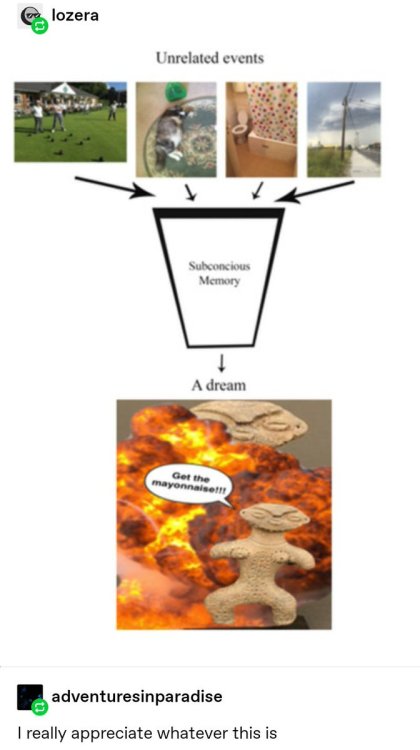 lozera
Unrelated events
Subconcious
Memory
A dream
Get the
mayonnaise!!!
adventuresinparadise
I really appreciate whatever this is